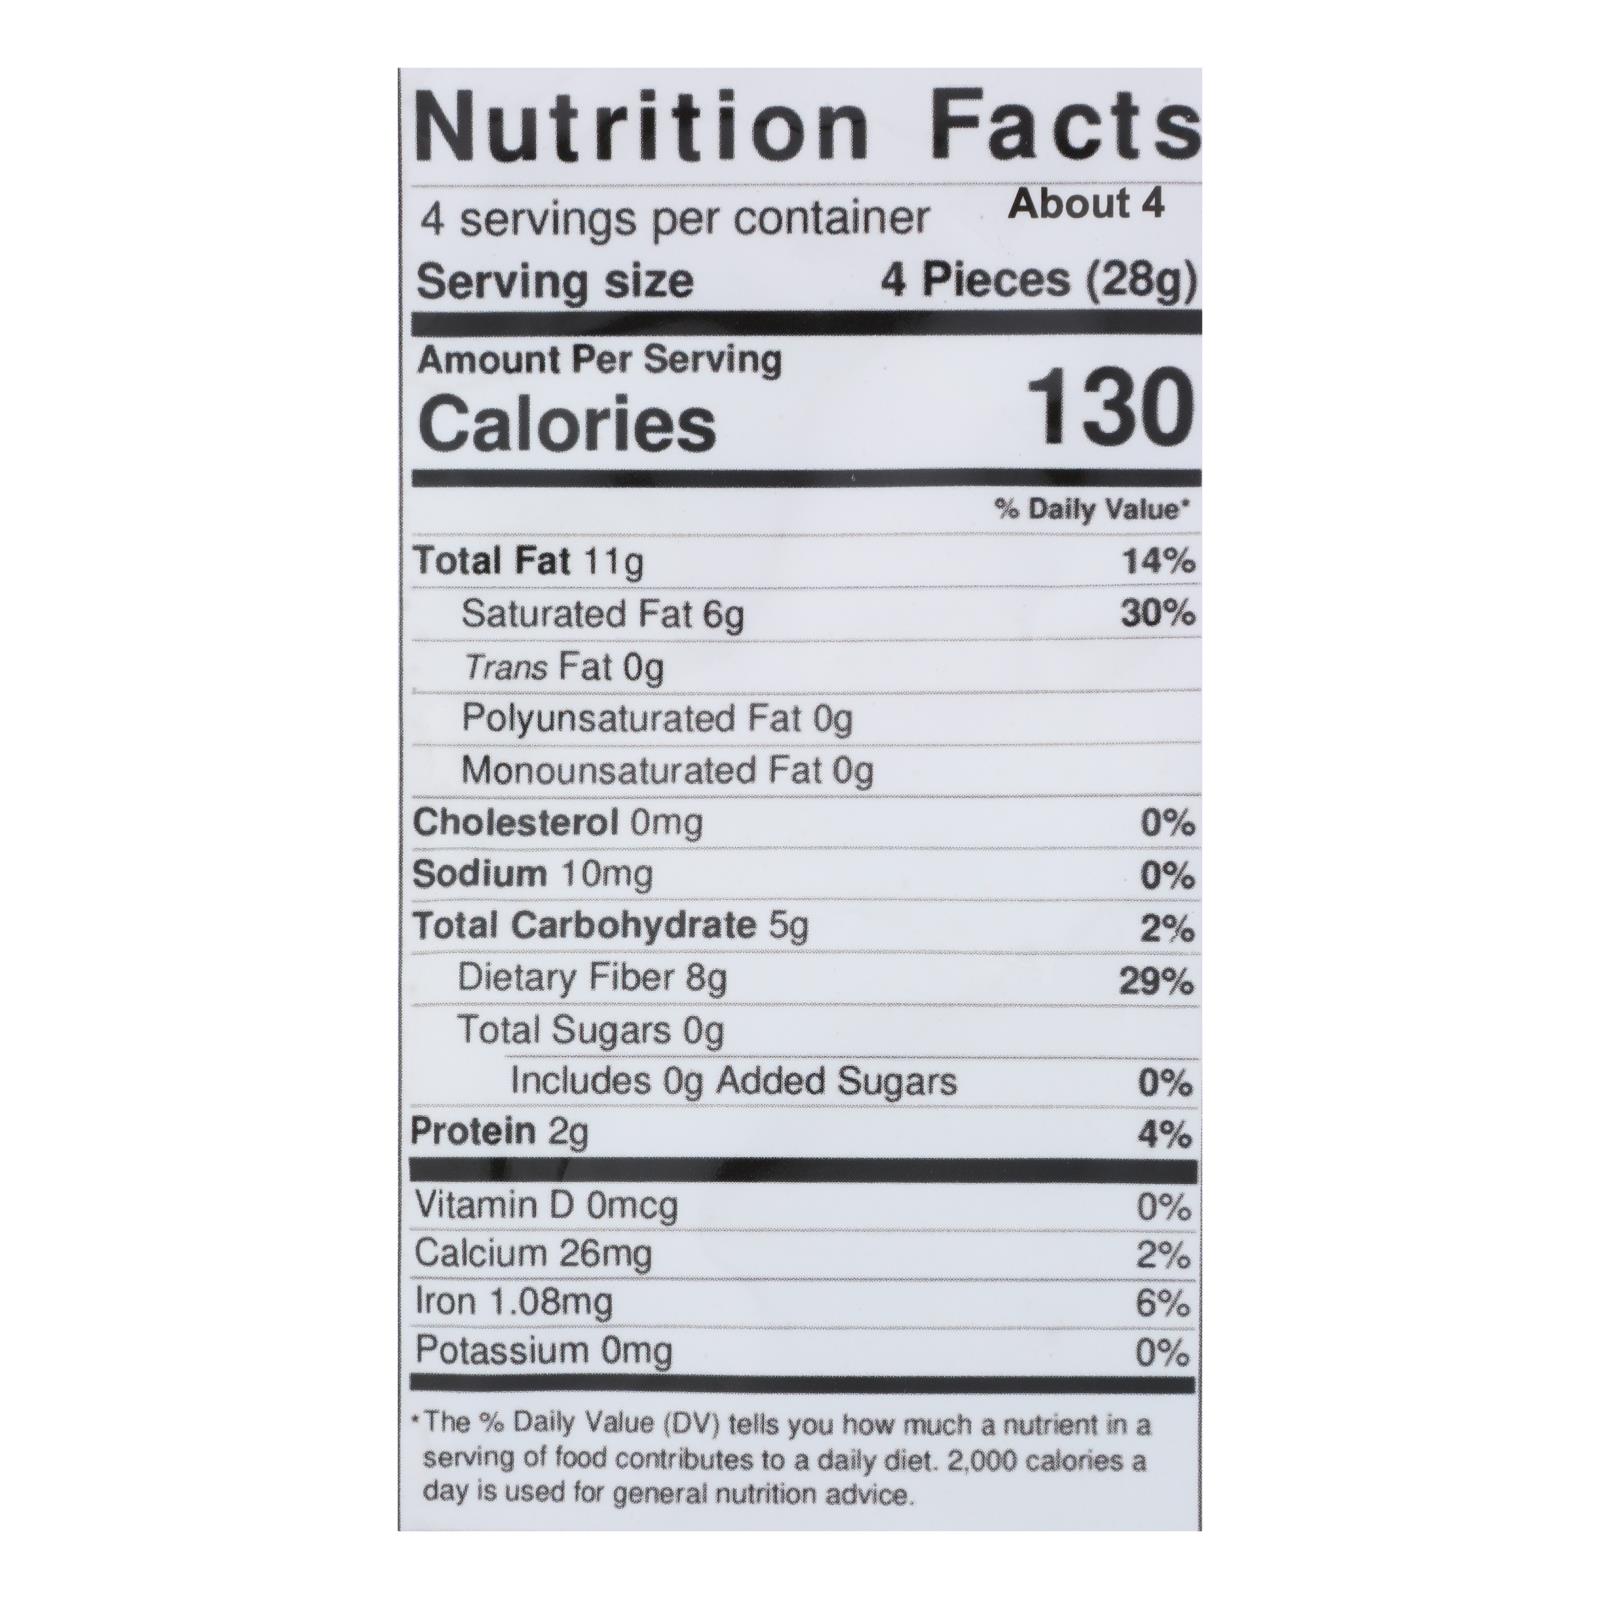 Nutrition Facts
4 servings per container About 4
Serving size 4 Pieces (28g)
Amount Per Serving
Calories 130
% Daily Value*
Total Fat 11g 14%
Saturated Fat 6g 30%
Trans Fat 0g
Polyunsaturated Fat 0g
Monounsaturated Fat 0g
Cholesterol 0mg 0%
Sodium 10mg 0%
Total Carbohydrate 5g 2%
Dietary Fiber 8g 29%
Total Sugars 0g
Includes 0g Added Sugars 0%
Protein 2g 4%
Vitamin D 0mcg 0%
Calcium 26mg 2%
Iron 1.08mg 6%
Potassium 0mg 0%
*The % Daily Value (DV) tells you how much a nutrient in a
serving of food contributes to a daily diet. 2,000 calories a
day is used for general nutrition advice.